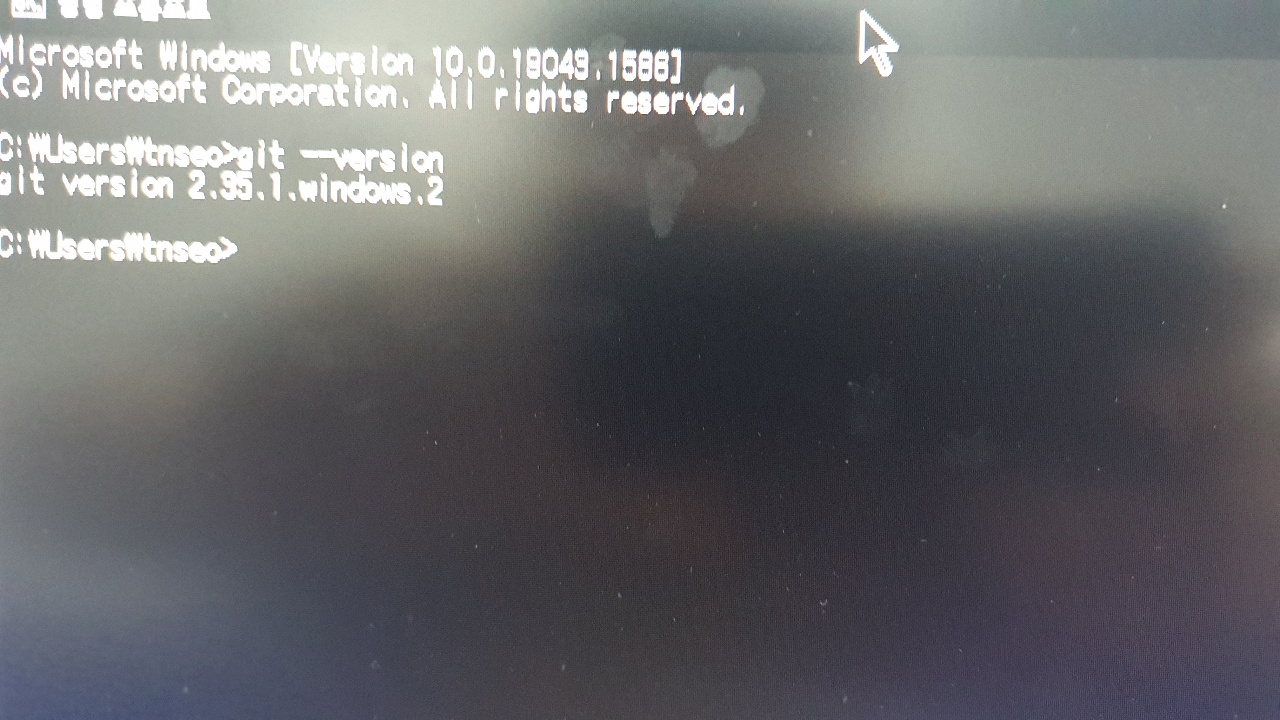 Microsoft Windows [Version 10.0.19043.1586]
(c) Microsoft Corporation. All rights reserved.
C:₩Users₩tnseo>git --version
git version 2.35.1.windows.2
C:₩Users₩tnseo>